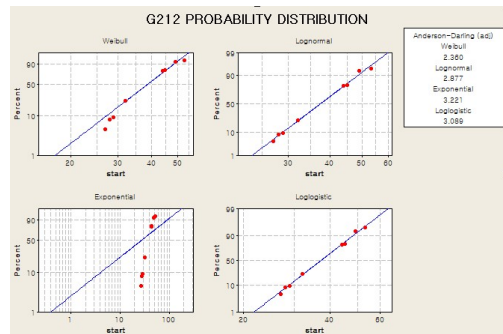 G212 PROBABILITY DISTRIBUTION
Weibull
Lognormal
Percent
90
50
10
1
20
30
40
50
start
Percent
99
90
50
10
1
30
40
50
60
start
Anderson-Darling (adj)
Weibull
2.360
Lognormal
2.877
Exponential
3.221
Loglogistic
3.089
Exponential
Loglogistic
Percent
90
50
10
1
1
10
100
start
Percent
99
90
50
10
1
20
40
60
start